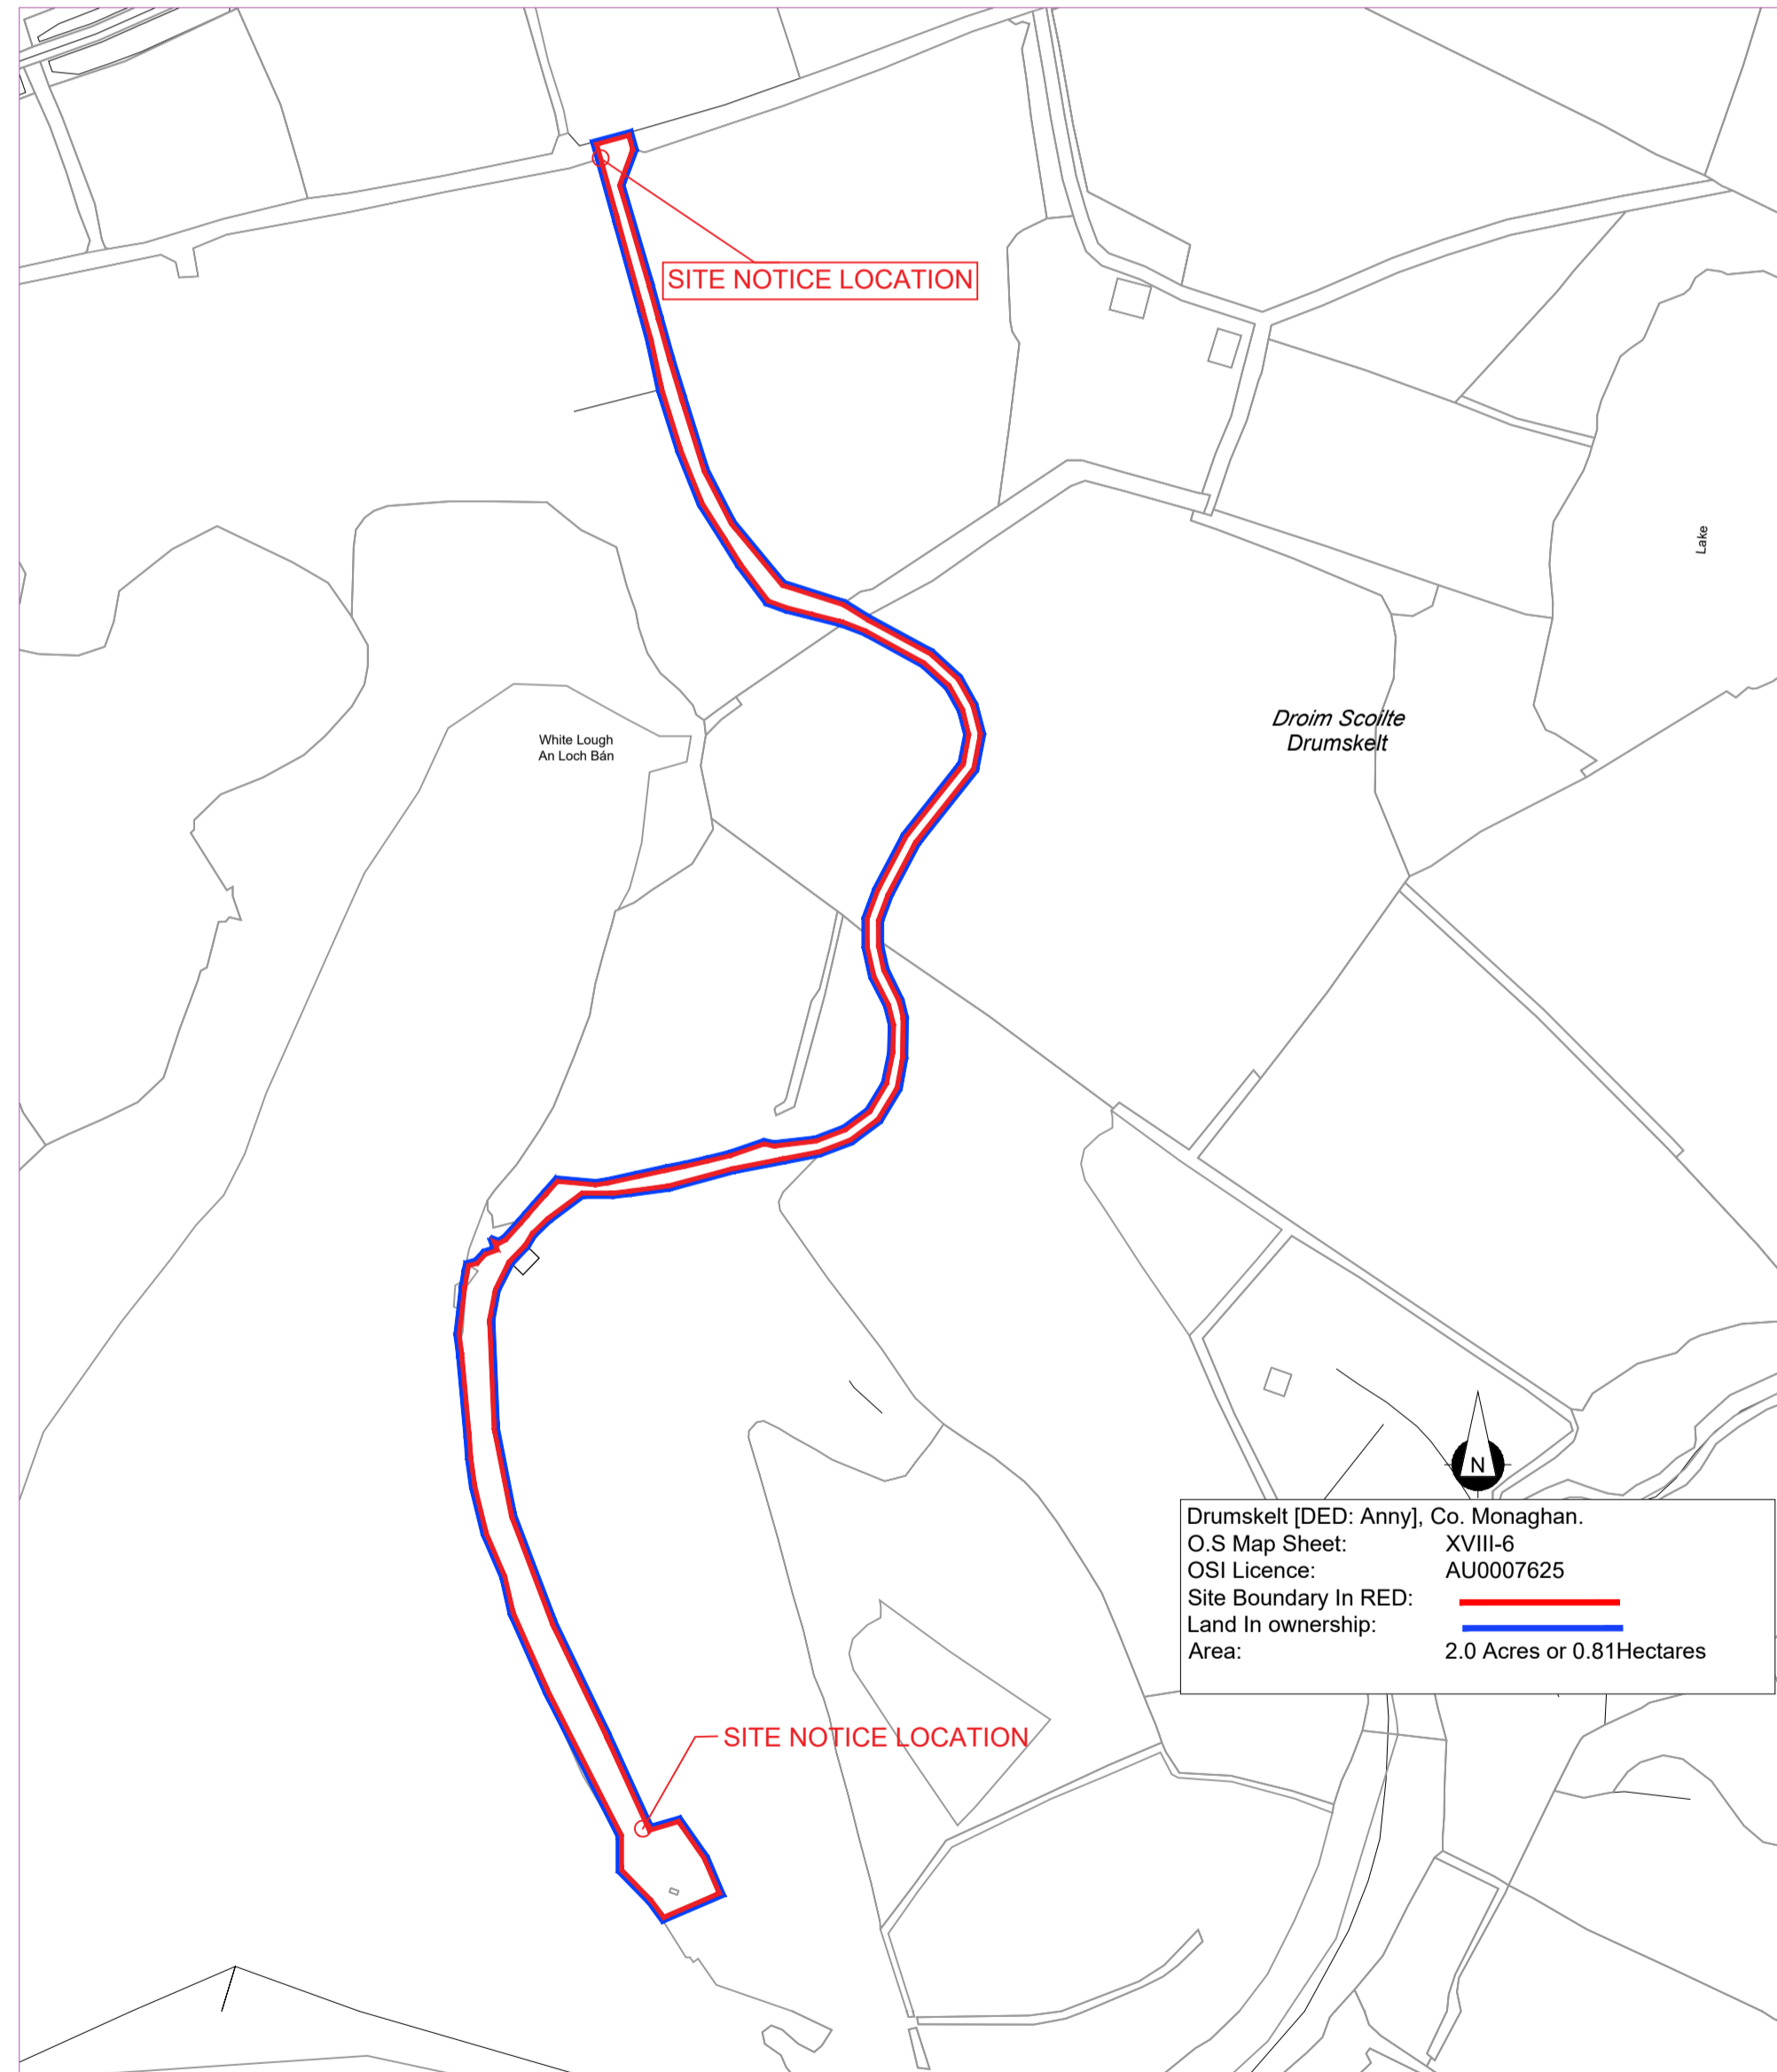 SITE NOTICE LOCATION
Lake
Droim Scoilte
Drumskelt
White Lough
An Loch Bán
N
Drumskelt [DED: Anny], Co. Monaghan.
O.S Map Sheet: XVIII-6
OSI Licence: AU0007625
Site Boundary In RED:
Land In ownership:
Area: 2.0 Acres or 0.81Hectares
SITE NOTICE LOCATION